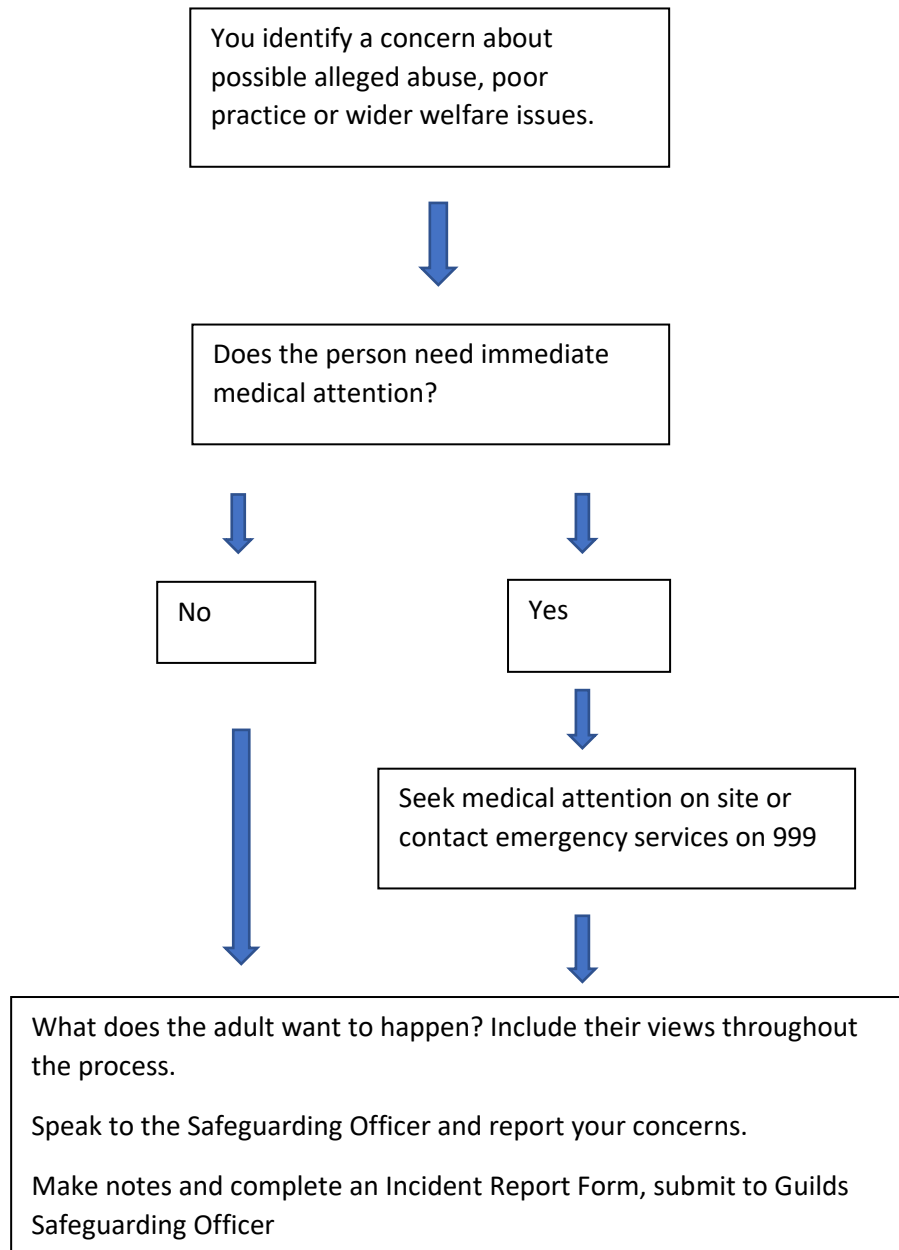 You identify a concern about
possible alleged abuse, poor
practice or wider welfare issues.
Does the person need immediate
medical attention?
No
Yes
Seek medical attention on site or
contact emergency services on 999
What does the adult want to happen? Include their views throughout
the process.
Speak to the Safeguarding Officer and report your concerns.
Make notes and complete an Incident Report Form, submit to Guilds
Safeguarding Officer